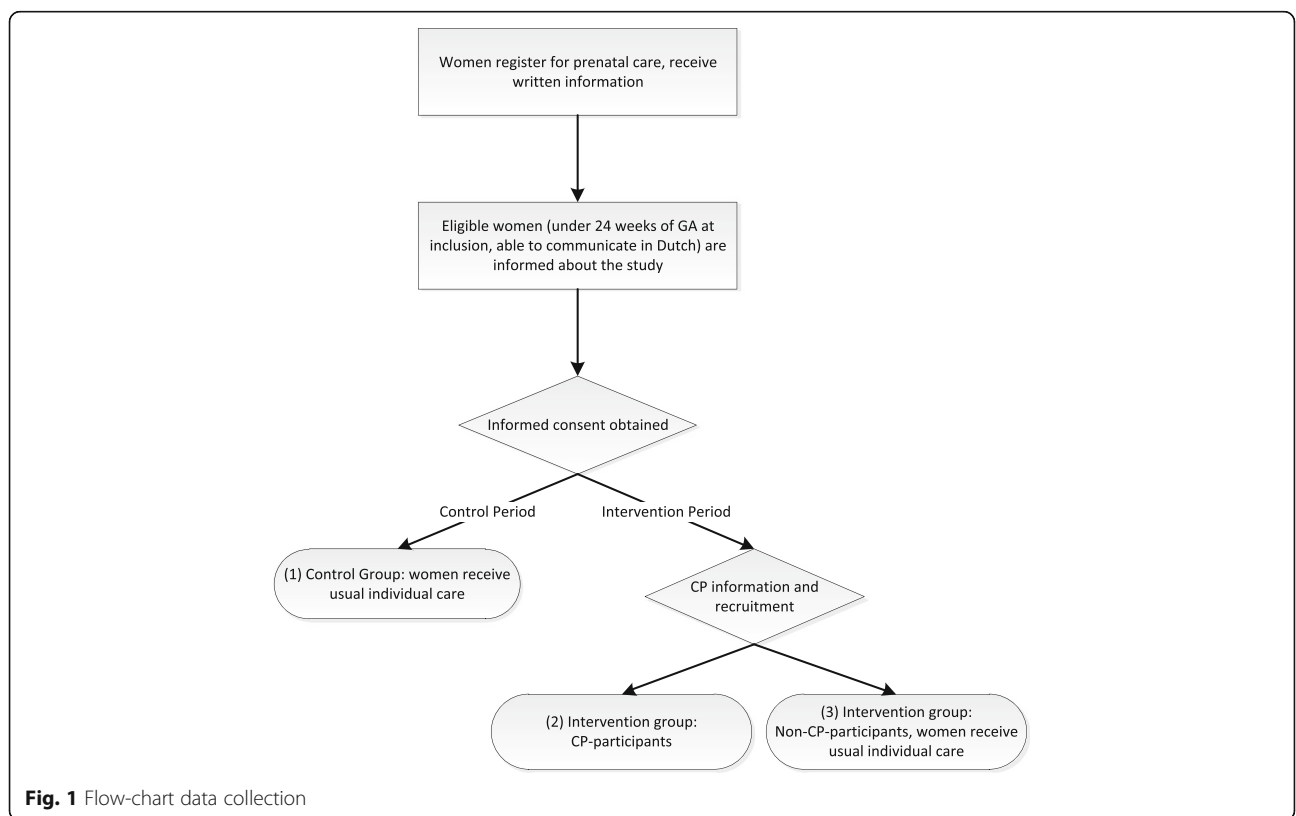 Women register for prenatal care, receive
written information
Eligible women (under 24 weeks of GA at
inclusion, able to communicate in Dutch) are
informed about the study
Informed consent obtained
Control Period
Intervention Period
(1) Control Group: women receive
usual individual care
CP information and
recruitment
(2) Intervention group:
CP-participants
(3) Intervention group:
Non-CP-participants, women receive
usual individual care
Fig. 1 Flow-chart data collection